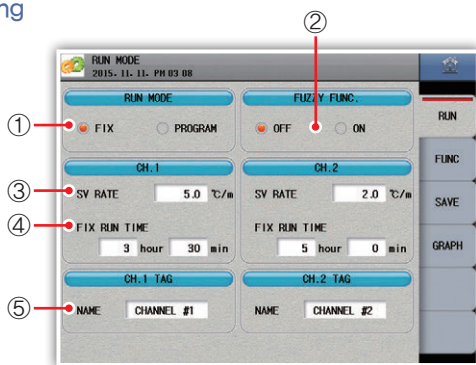 ng
②
RUN MODE
2015. 11. 11. PM 03 08
RUN MODE
FUZZY FUNC.
RUN
① FIX PROGRAM
OFF ON
CH.1
CH.2
FUNC
③ SV RATE 5.0 ℃/m
SV RATE 2.0 ℃/m
SAVE
④ FIX RUN TIME
FIX RUN TIME
3 hour 30 min
5 hour 0 min
GRAPH
CH.1 TAG
CH.2 TAG
⑤ NAME CHANNEL #1
NAME CHANNEL #2